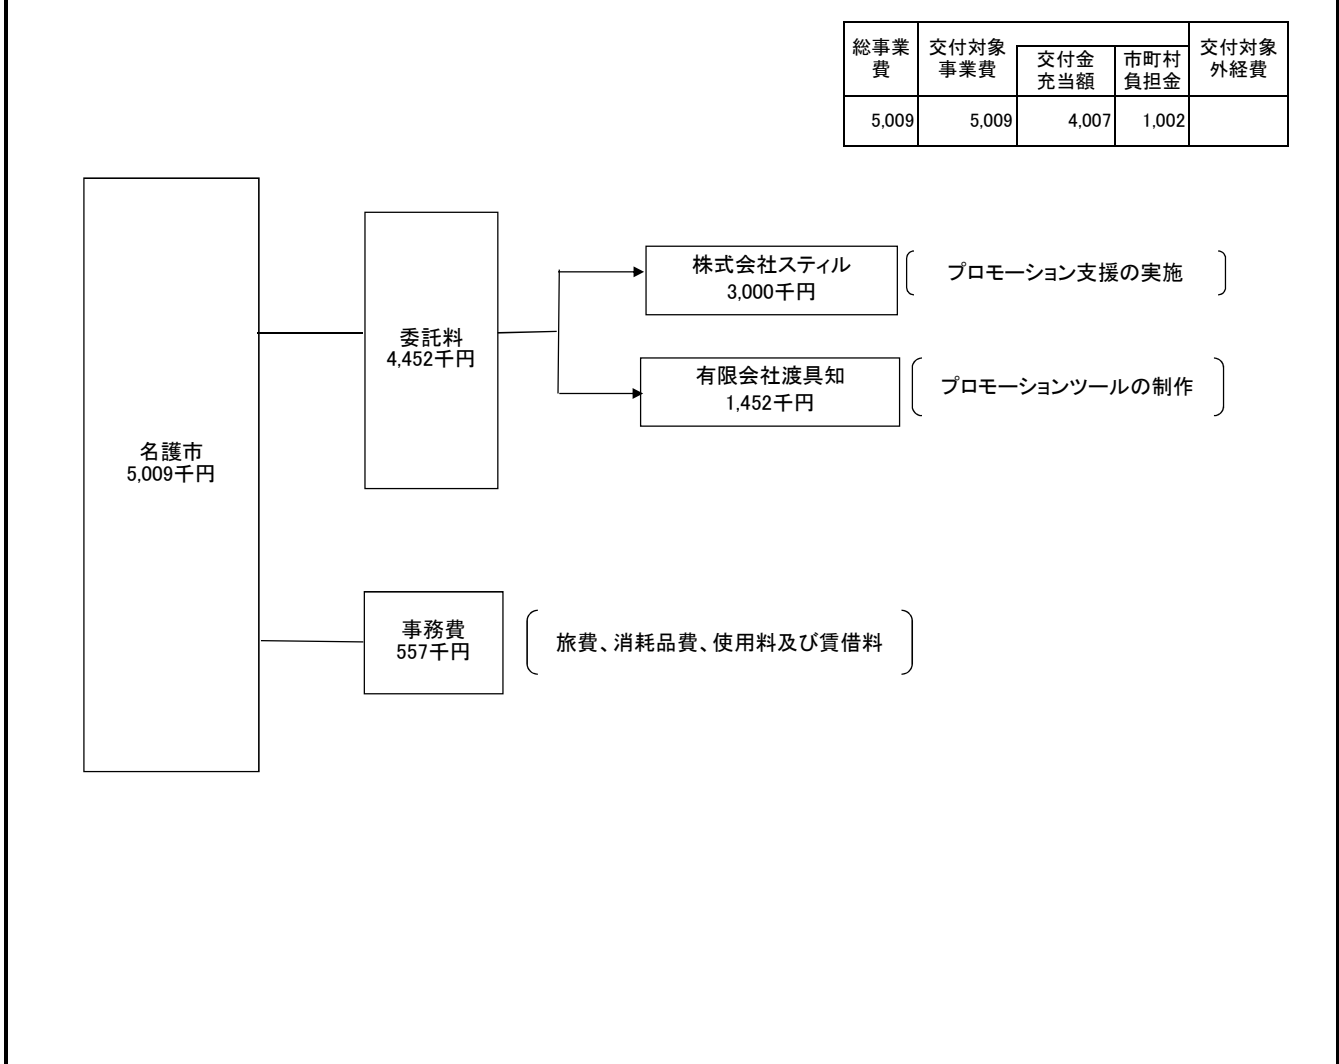 総事業
費
交付対象
事業費
交付金
充当額
市町村
負担金
交付対象
外経費
5,009 5,009 4,007 1,002
株式会社スティル
3,000千円
プロモーション支援の実施
委託料
4,452千円
有限会社渡具知
1,452千円
プロモーションツールの制作
名護市
5,009千円
事務費
557千円
旅費、消耗品費、使用料及び賃借料